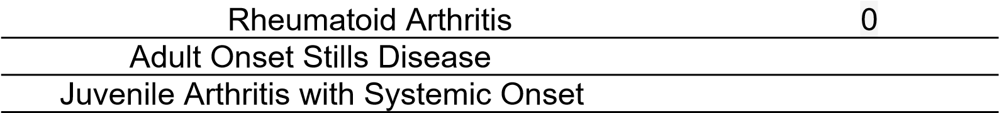 Rheumatoid Arthritis 0
Adult Onset Stills Disease
Juvenile Arthritis with Systemic Onset